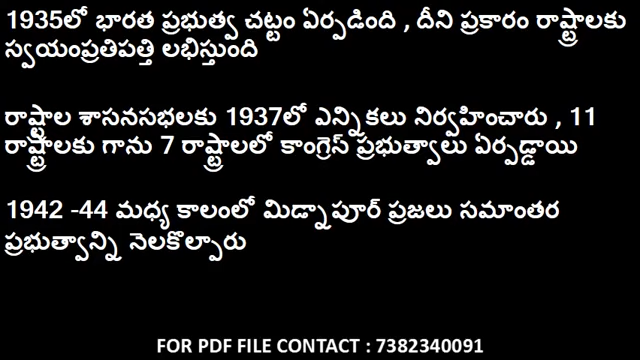 1935లో భారత ప్రభుత్వ చట్టం ఏర్పడింది , దీని ప్రకారం రాష్ట్రాలకు
స్వయంప్రతిపత్తి లభిస్తుంది
రాష్ట్రాల శాసనసభలకు 1937లో ఎన్నికలు నిర్వహించారు , 11
రాష్ట్రాలకు గాను 7 రాష్ట్రాలలో కాంగ్రెస్ ప్రభుత్వాలు ఏర్పడ్డాయి
1942 -44 మధ్య కాలంలో మిడ్నాపూర్ ప్రజలు సమాంతర
ప్రభుత్వాన్ని నెలకొల్పారు
FOR PDF FILE CONTACT : 7382340091